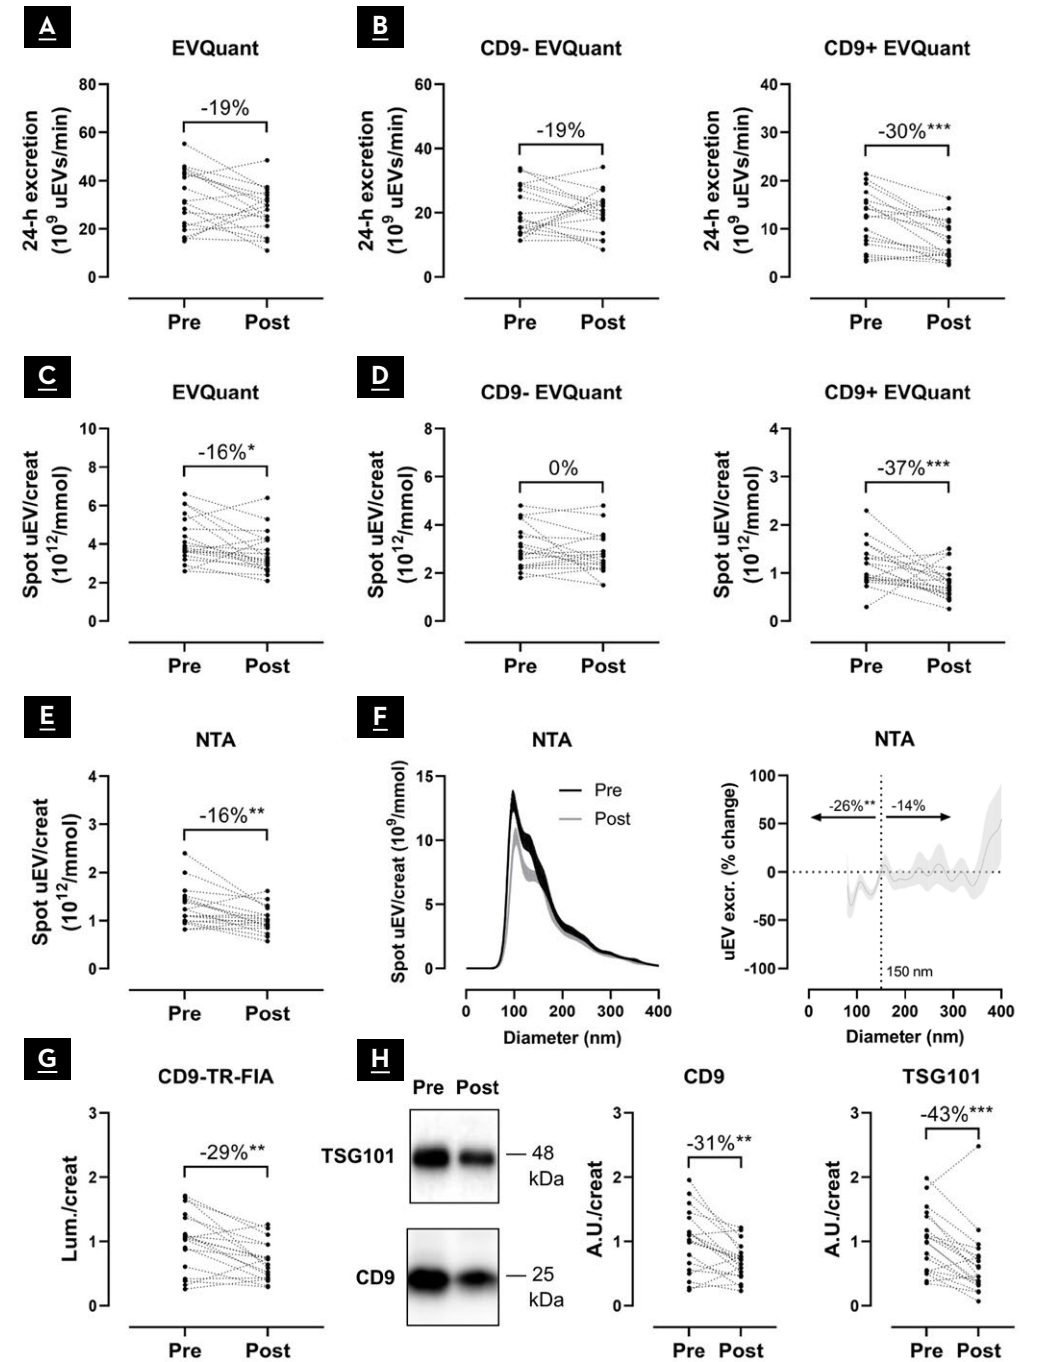 A
EVQuant
24-h excretion
(10⁹ uEVs/min)
80
60
40
20
0
-19%
Pre Post
B
CD9- EVQuant
24-h excretion
(10⁹ uEVs/min)
60
40
20
0
-19%
Pre Post
CD9+ EVQuant
24-h excretion
(10⁹ uEVs/min)
40
30
20
10
0
-30%***
Pre Post
C
EVQuant
Spot uEV/creat
(10¹²/mmol)
10
8
6
4
2
0
-16%*
Pre Post
D
CD9- EVQuant
Spot uEV/creat
(10¹²/mmol)
8
6
4
2
0
0%
Pre Post
CD9+ EVQuant
Spot uEV/creat
(10¹²/mmol)
4
3
2
1
0
-37%***
Pre Post
E
NTA
Spot uEV/creat
(10¹²/mmol)
4
3
2
1
0
-16%**
Pre Post
F
NTA
Spot uEV/creat (10⁹/mmol)
15
10
5
0
Pre
Post
0 100 200 300 400
Diameter (nm)
NTA
uEV excr. (% change)
100
50
0
-50
-100
-26%** -14%
150 nm
0 100 200 300 400
Diameter (nm)
G
CD9-TR-FIA
Lum./creat
3
2
1
0
-29%**
Pre Post
H
Pre Post
TSG101
48
kDa
CD9
25
kDa
CD9
A.U./creat
3
2
1
0
-31%**
Pre Post
TSG101
A.U./creat
3
2
1
0
-43%***
Pre Post